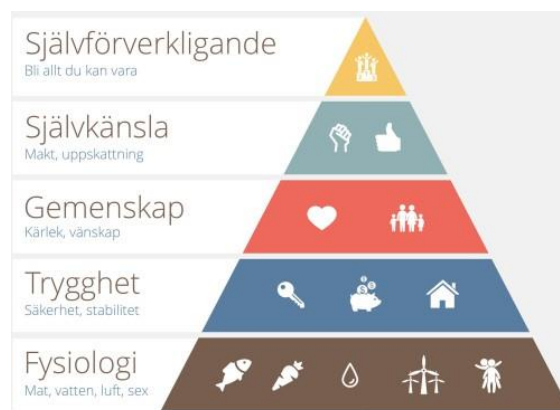 Självförverkligande
Bli allt du kan vara
Självkänsla
Makt, uppskattning
Gemenskap
Kärlek, vänskap
Trygghet
Säkerhet, stabilitet
Fysiologi
Mat, vatten, luft, sex